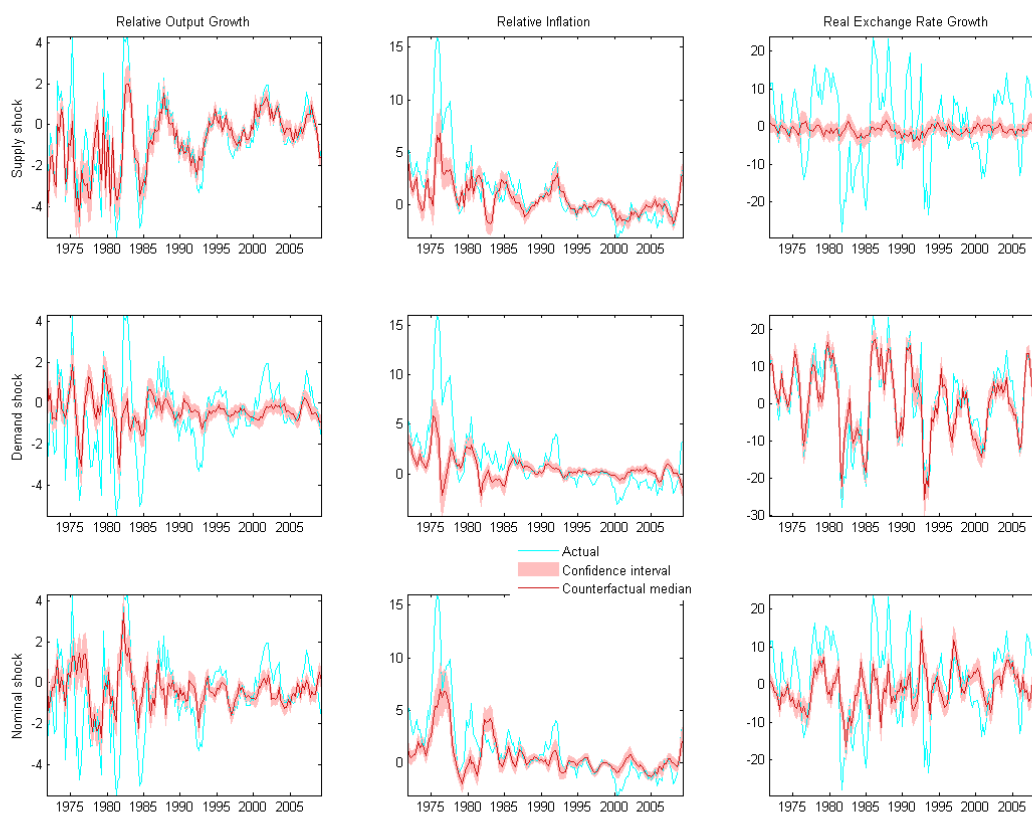 Relative Output Growth Relative Inflation Real Exchange Rate Growth
Supply shock
4
2
0
-2
-4
1975 1980 1985 1990 1995 2000 2005
15
10
5
0
1975 1980 1985 1990 1995 2000 2005
20
10
0
-10
-20
1975 1980 1985 1990 1995 2000 2005
Demand shock
4
2
0
-2
-4
1975 1980 1985 1990 1995 2000 2005
15
10
5
0
1975 1980 1985 1990 1995 2000 2005
20
10
0
-10
-20
-30
1975 1980 1985 1990 1995 2000 2005
Actual
Confidence interval
Counterfactual median
Nominal shock
4
2
0
-2
-4
1975 1980 1985 1990 1995 2000 2005
15
10
5
0
1975 1980 1985 1990 1995 2000 2005
20
10
0
-10
-20
1975 1980 1985 1990 1995 2000 2005